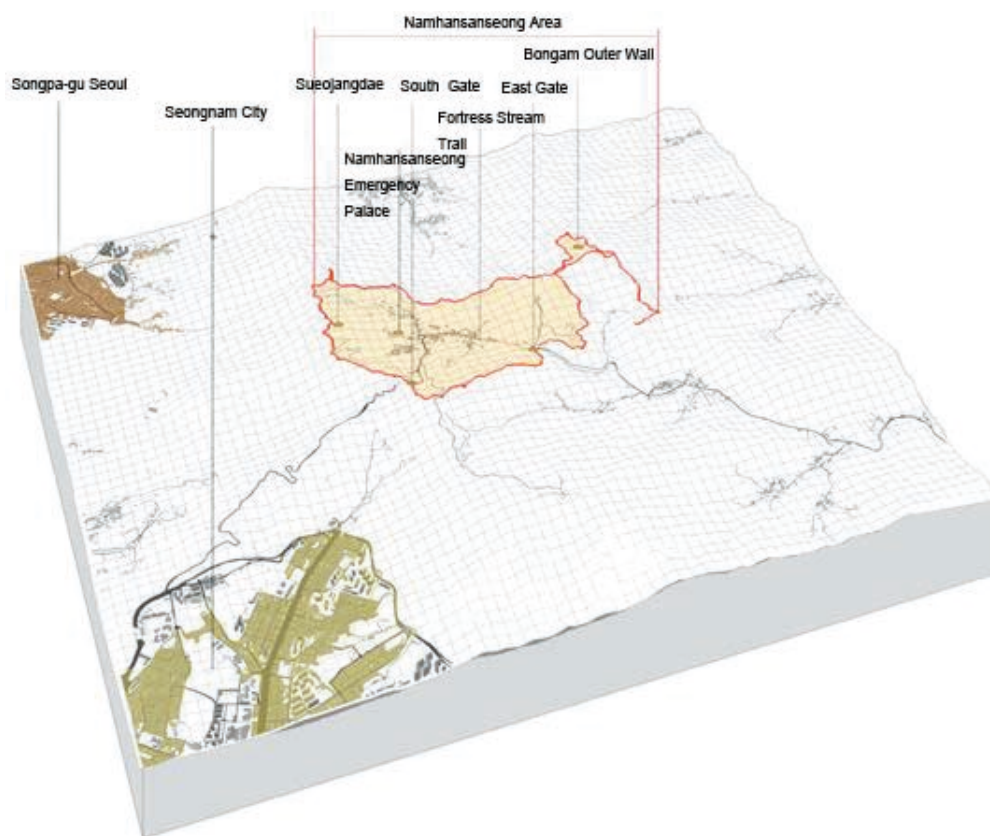 Namhansanseong Area
Bongam Outer Wall
Songpa-gu Seoul
Sueojangdae
South Gate
East Gate
Seongnam City
Fortress Stream
Trail
Namhansanseong
Emergency
Palace